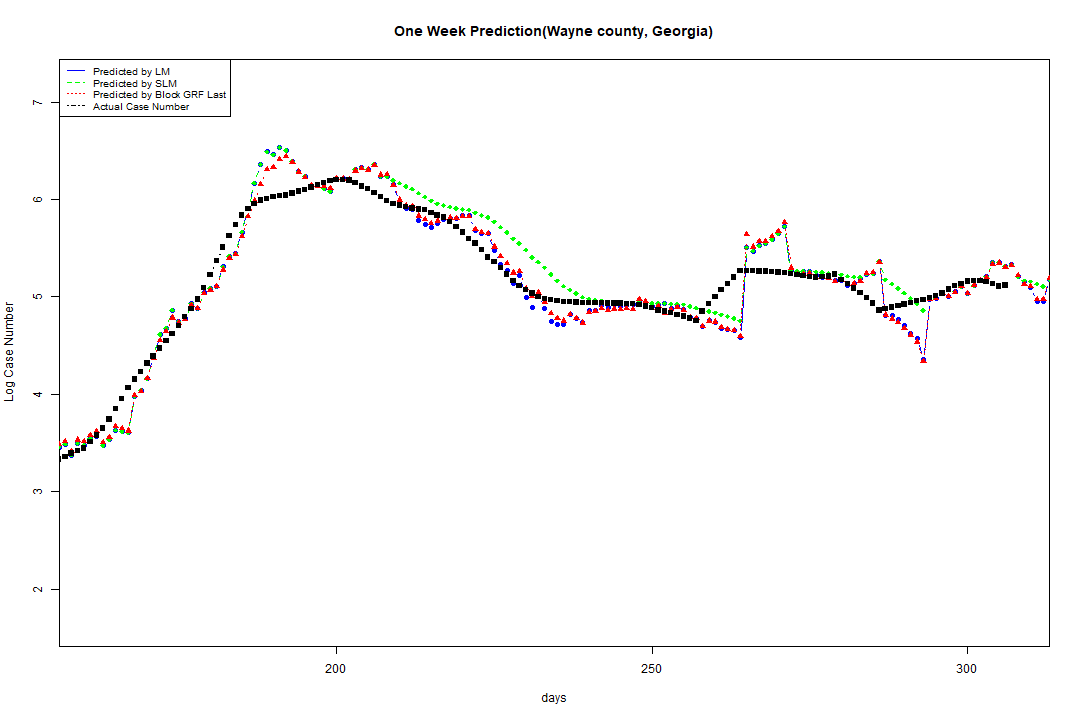 One Week Prediction(Wayne county, Georgia)
Predicted by LM
Predicted by SLM
Predicted by Block GRF Last
Actual Case Number
7
6
5
4
3
2
Log Case Number
200
250
300
days